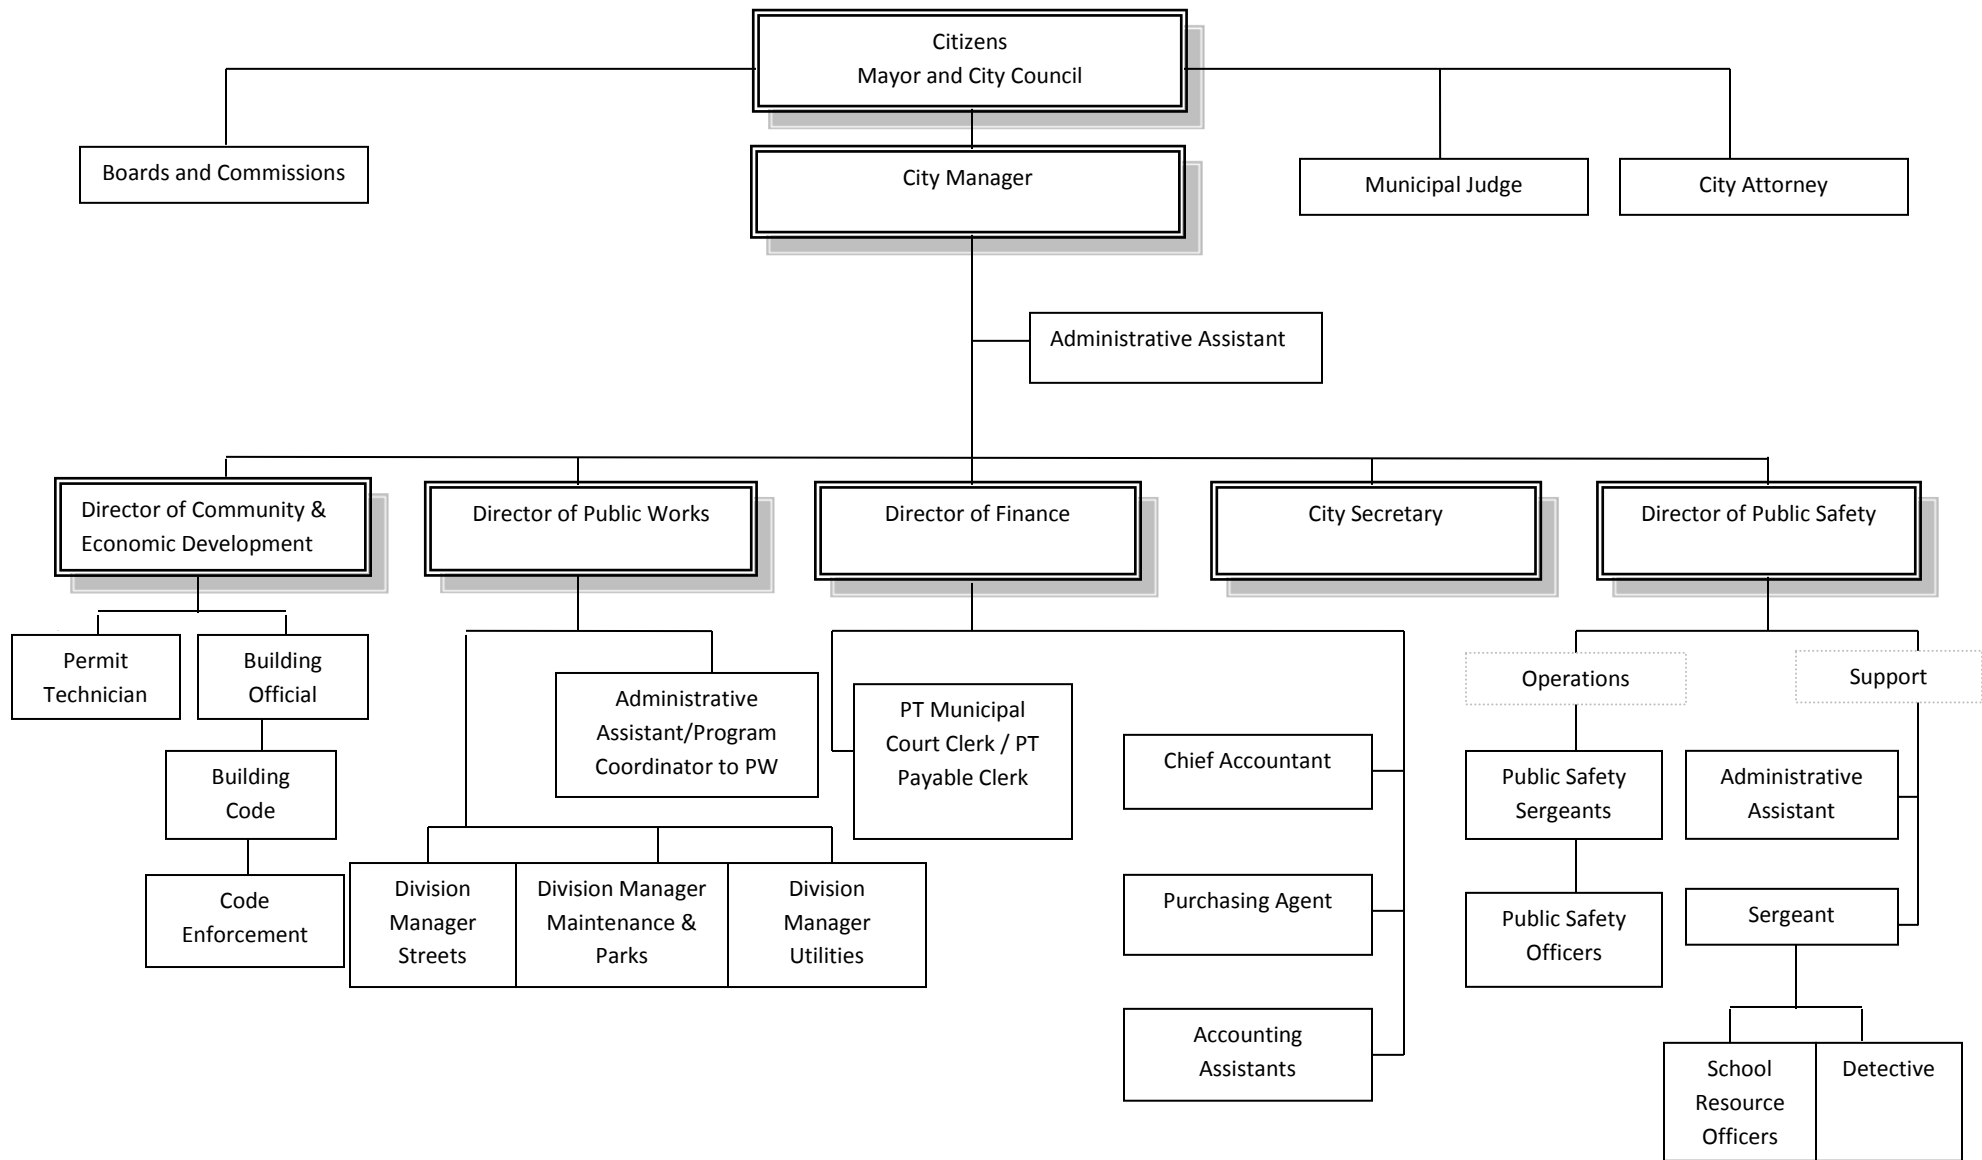 Citizens
Mayor and City Council
Boards and Commissions
City Manager
Municipal Judge
City Attorney
Administrative Assistant
Director of Community &
Economic Development
Director of Public Works
Director of Finance
City Secretary
Director of Public Safety
Permit
Technician
Building
Official
Building
Code
Code
Enforcement
Administrative
Assistant/Program
Coordinator to PW
Division
Manager
Streets
Division Manager
Maintenance &
Parks
Division
Manager
Utilities
PT Municipal
Court Clerk / PT
Payable Clerk
Chief Accountant
Purchasing Agent
Accounting
Assistants
Operations
Public Safety
Sergeants
Public Safety
Officers
Support
Administrative
Assistant
Sergeant
School
Resource
Officers
Detective